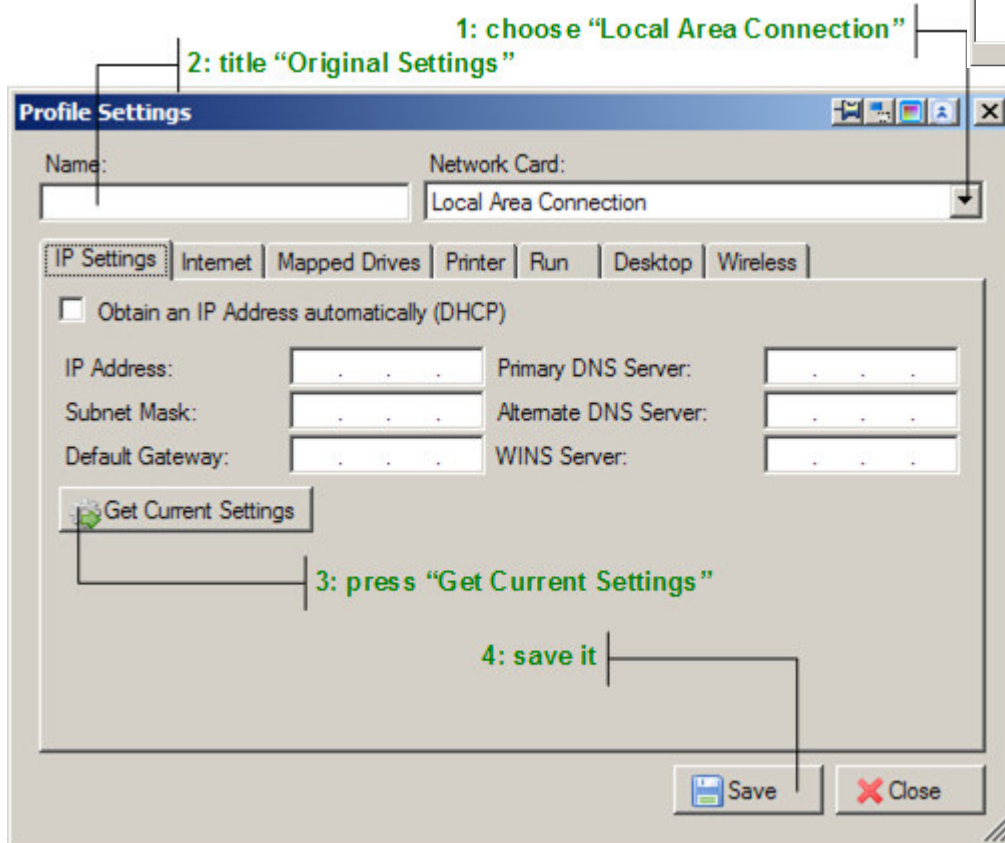 1: choose “Local Area Connection”
2: title “Original Settings”
Profile Settings
Name:
Network Card:
Local Area Connection
IP Settings Internet Mapped Drives Printer Run Desktop Wireless
Obtain an IP Address automatically (DHCP)
IP Address: . . . Primary DNS Server: . . .
Subnet Mask: . . . Alternate DNS Server: . . .
Default Gateway: . . . WINS Server: . . .
Get Current Settings
3: press “Get Current Settings”
4: save it
Save Close